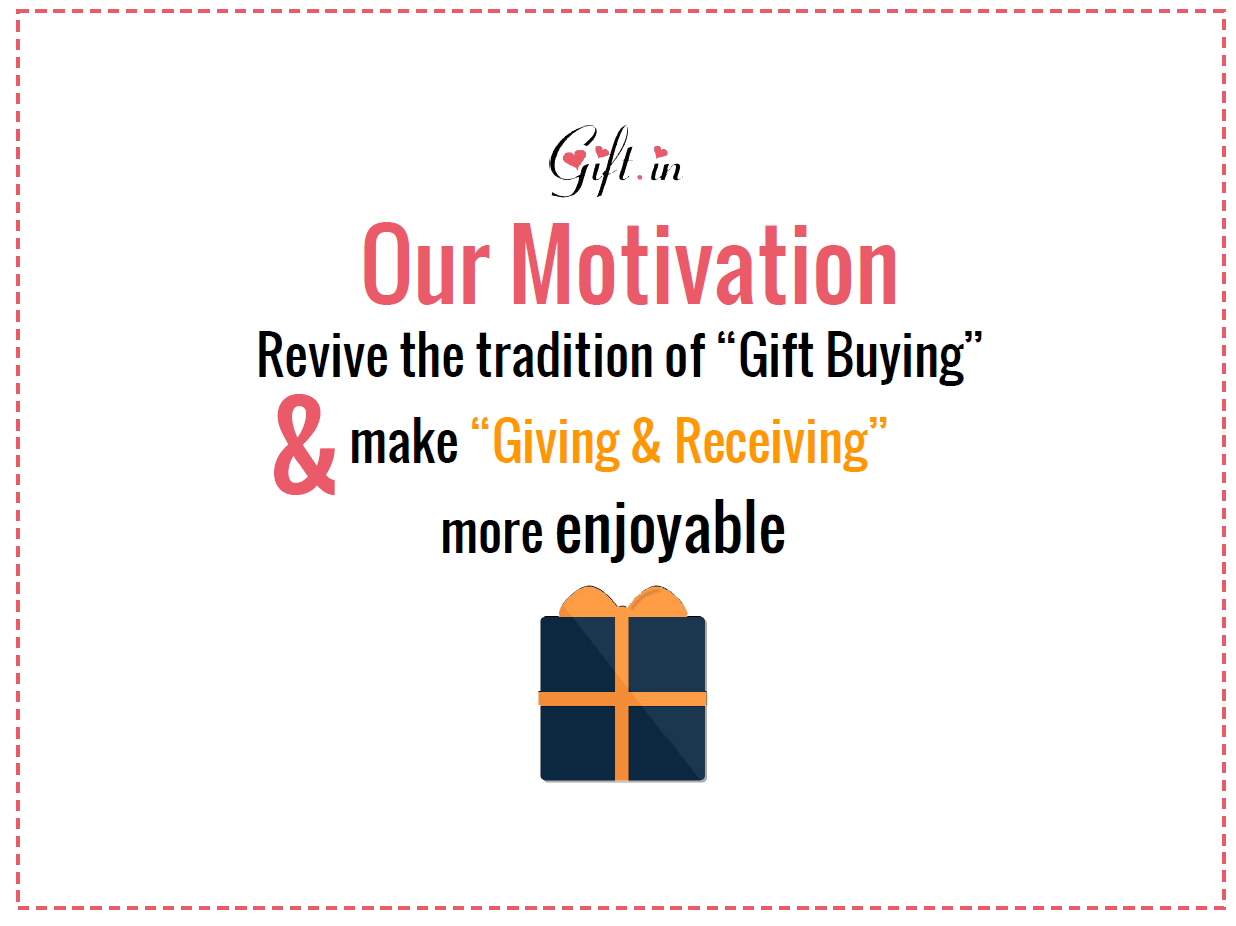 Gift.in
Our Motivation
Revive the tradition of “Gift Buying”
& make “Giving & Receiving”
more enjoyable